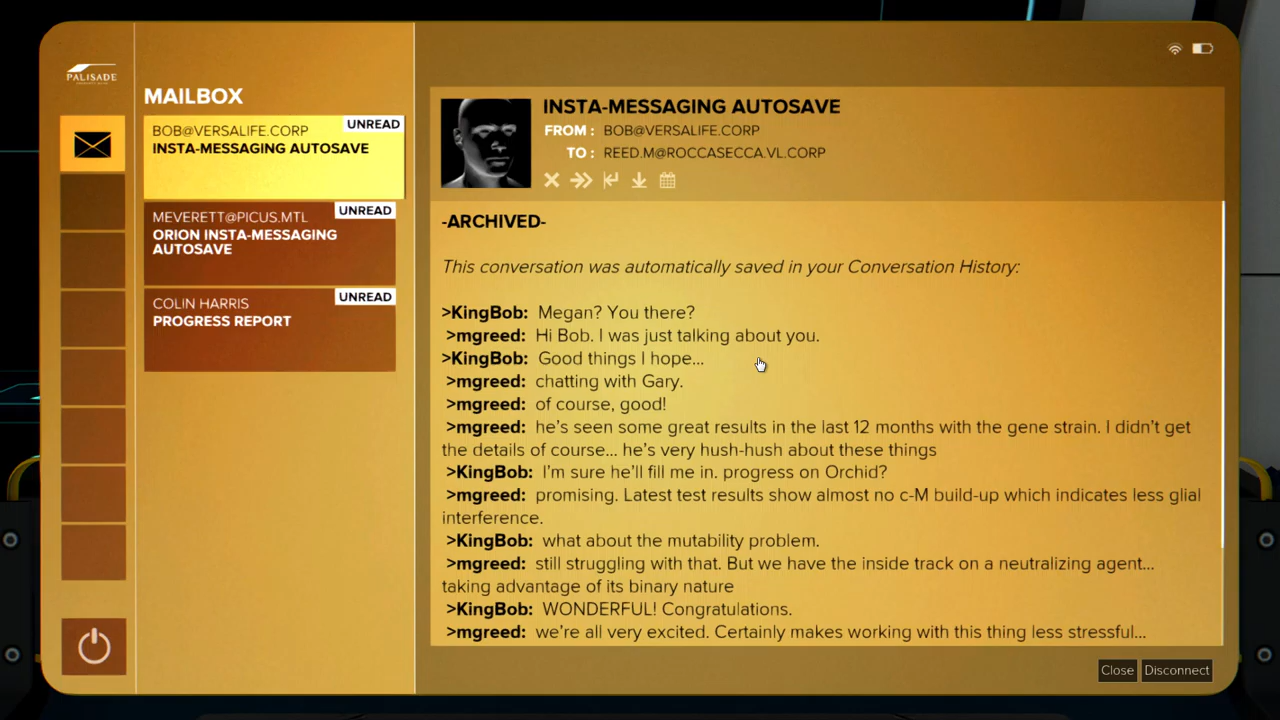 PALISADE
MAILBOX
BOB@VERSALIFE.CORP
UNREAD
INSTA-MESSAGING AUTOSAVE
MEVERETT@PICUS.MTL
UNREAD
ORION INSTA-MESSAGING
AUTOSAVE
COLIN HARRIS
UNREAD
PROGRESS REPORT
INSTA-MESSAGING AUTOSAVE
FROM : BOB@VERSALIFE.CORP
TO : REED.M@ROCCASECCA.VL.CORP
-ARCHIVED-
This conversation was automatically saved in your Conversation History:
>KingBob: Megan? You there?
>mgreed: Hi Bob. I was just talking about you.
>KingBob: Good things I hope...
>mgreed: chatting with Gary.
>mgreed: of course, good!
>mgreed: he's seen some great results in the last 12 months with the gene strain. I didn't get
the details of course... he's very hush-hush about these things
>KingBob: I'm sure he'll fill me in. progress on Orchid?
>mgreed: promising. Latest test results show almost no c-M build-up which indicates less glial
interference.
>KingBob: what about the mutability problem.
>mgreed: still struggling with that. But we have the inside track on a neutralizing agent...
taking advantage of its binary nature
>KingBob: WONDERFUL! Congratulations.
>mgreed: we're all very excited. Certainly makes working with this thing less stressful...
Close
Disconnect